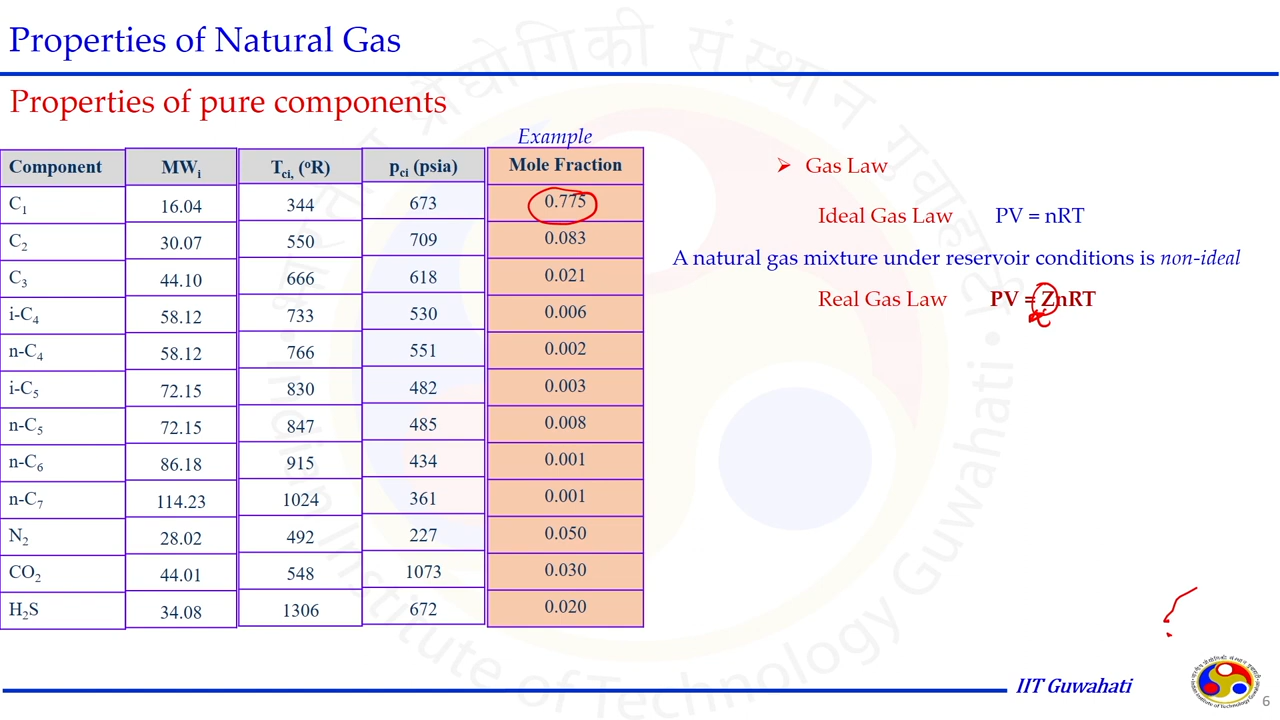 Properties of Natural Gas
Properties of pure components
Example
Component MWi Tci, (°R) pci (psia) Mole Fraction
C1 16.04 344 673 0.775
C2 30.07 550 709 0.083
C3 44.10 666 618 0.021
i-C4 58.12 733 530 0.006
n-C4 58.12 766 551 0.002
i-C5 72.15 830 482 0.003
n-C5 72.15 847 485 0.008
n-C6 86.18 915 434 0.001
n-C7 114.23 1024 361 0.001
N2 28.02 492 227 0.050
CO2 44.01 548 1073 0.030
H2S 34.08 1306 672 0.020
➢ Gas Law
Ideal Gas Law PV = nRT
A natural gas mixture under reservoir conditions is non-ideal
Real Gas Law PV = ZnRT
Indian Institute of Technology Guwahati
IIT Guwahati
6